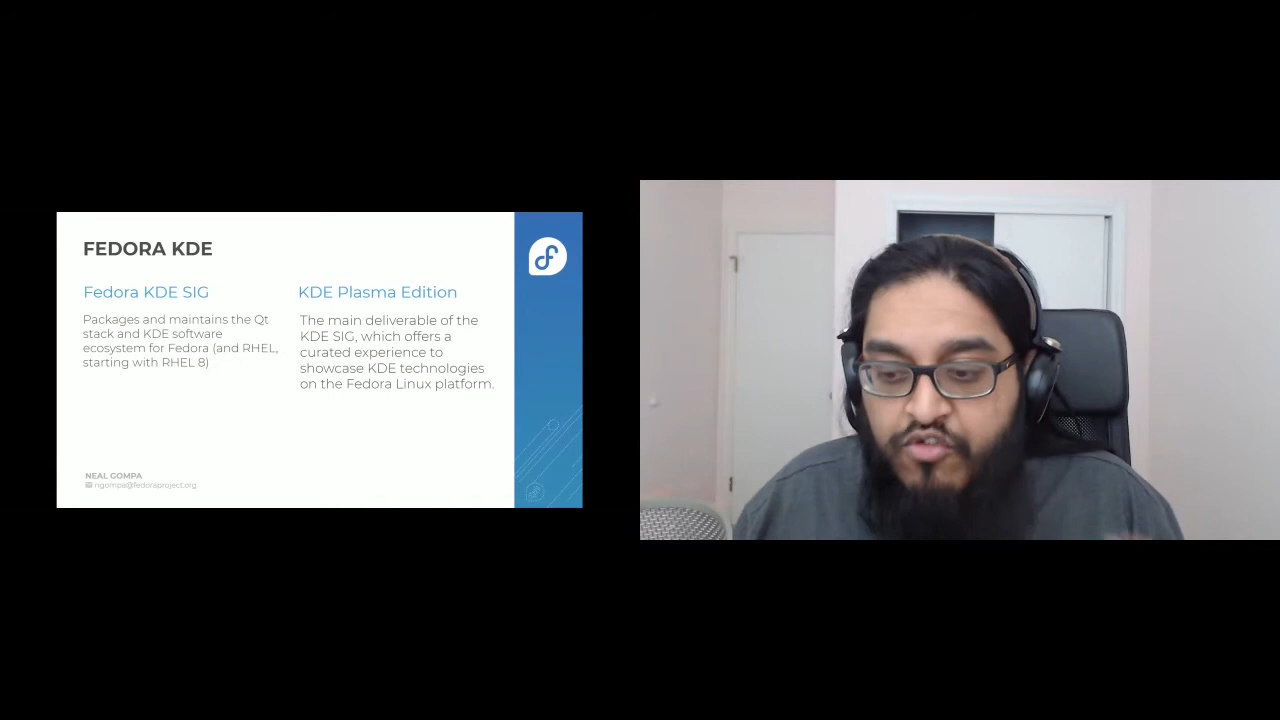 FEDORA KDE
Fedora KDE SIG
Packages and maintains the Qt
stack and KDE software
ecosystem for Fedora (and RHEL,
starting with RHEL 8)
KDE Plasma Edition
The main deliverable of the
KDE SIG, which offers a
curated experience to
showcase KDE technologies
on the Fedora Linux platform.
NEAL GOMPA
ngompa@fedoraproject.org